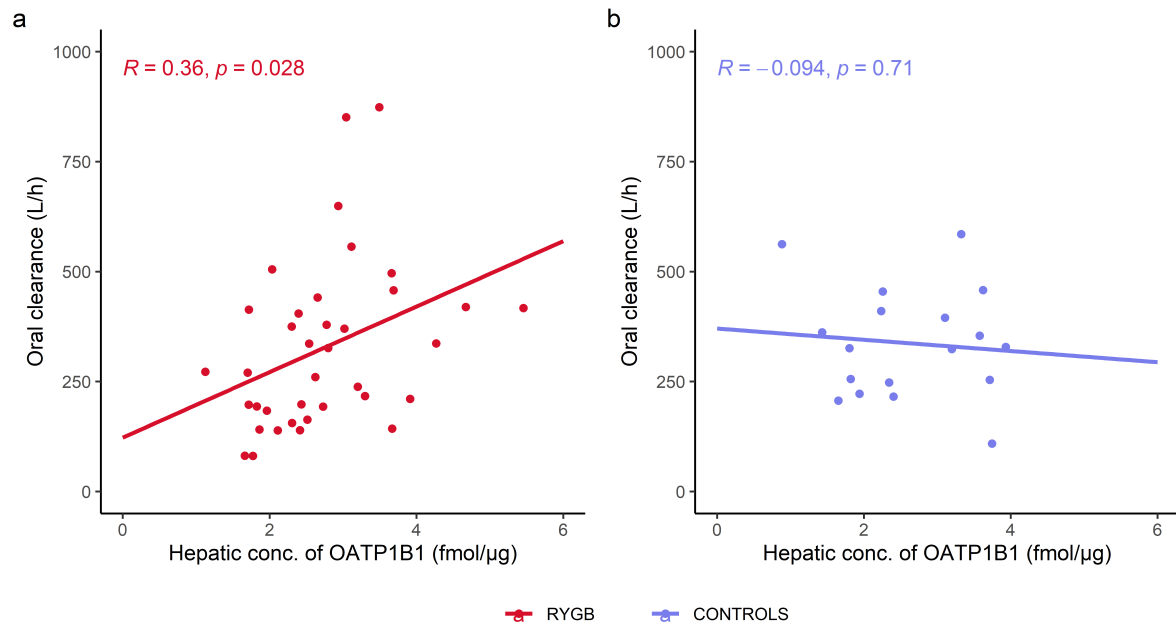 a
R = 0.36, p = 0.028
1000
750
500
250
0
Oral clearance (L/h)
0 2 4 6
Hepatic conc. of OATP1B1 (fmol/µg)
b
R = −0.094, p = 0.71
1000
750
500
250
0
Oral clearance (L/h)
0 2 4 6
Hepatic conc. of OATP1B1 (fmol/µg)
a RYGB a CONTROLS